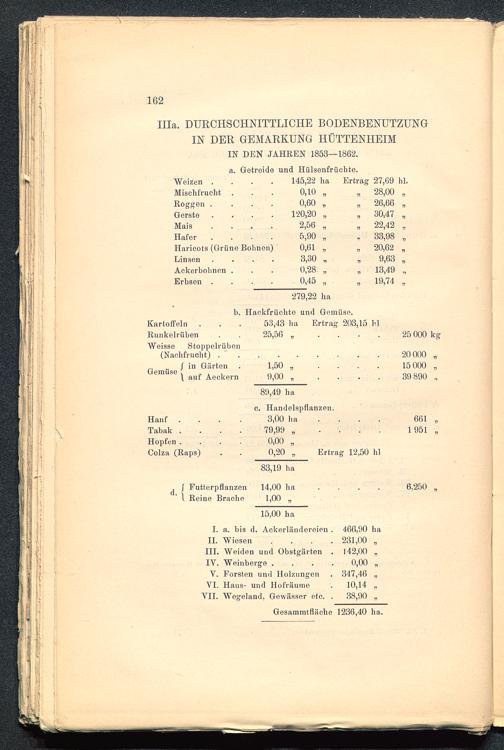 162
IIIa. DURCHSCHNITTLICHE BODENBENUTZUNG
IN DER GEMARKUNG HÜTTENHEIM
IN DEN JAHREN 1853—1862.
a. Getreide und Hülsenfrüchte.
Weizen . . . . 145,22 ha Ertrag 27,69 hl.
Mischfrucht . . . 0,10 „ „ 28,00 „
Roggen . . . . 0,60 „ „ 26,66 „
Gerste . . . . 120,20 „ „ 30,47 „
Mais . . . . 2,56 „ „ 22,42 „
Hafer . . . . 5,90 „ „ 33,98 „
Haricots (Grüne Bohnen) 0,61 „ „ 20,62 „
Linsen . . . . 3,30 „ „ 9,63 „
Ackerbohnen . . . 0,28 „ „ 13,49 „
Erbsen . . . . 0,45 „ „ 19,74 „
279,22 ha
b. Hackfrüchte und Gemüse.
Kartoffeln . . . 53,43 ha Ertrag 203,15 hl
Runkelrüben . . 25,56 „ . . . . 25 000 kg
Weisse Stoppelrüben
(Nachfrucht) . . . . . . . . . 20 000 „
Gemüse { in Gärten . 1,50 „ . . . . 15 000 „
{ auf Aeckern 9,00 „ . . . . 39 890 „
89,49 ha
c. Handelspflanzen.
Hanf . . . . 3,00 ha . . . . 661 „
Tabak . . . . 79,99 „ . . . . 1 951 „
Hopfen . . . . 0,00 „
Colza (Raps) . . 0,20 „ Ertrag 12,50 hl
83,19 ha
d. { Futterpflanzen 14,00 ha . . . . 6,250 „
{ Reine Brache 1,00 „
15,00 ha
I. a. bis d. Ackerländereien . 466,90 ha
II. Wiesen . . . . 231,00 „
III. Weiden und Obstgärten . 142,00 „
IV. Weinberge . . . . 0,00 „
V. Forsten und Holzungen . 347,46 „
VI. Haus- und Hofräume . 10,14 „
VII. Wegeland, Gewässer etc. . 38,90 „
Gesammtfläche 1236,40 ha.